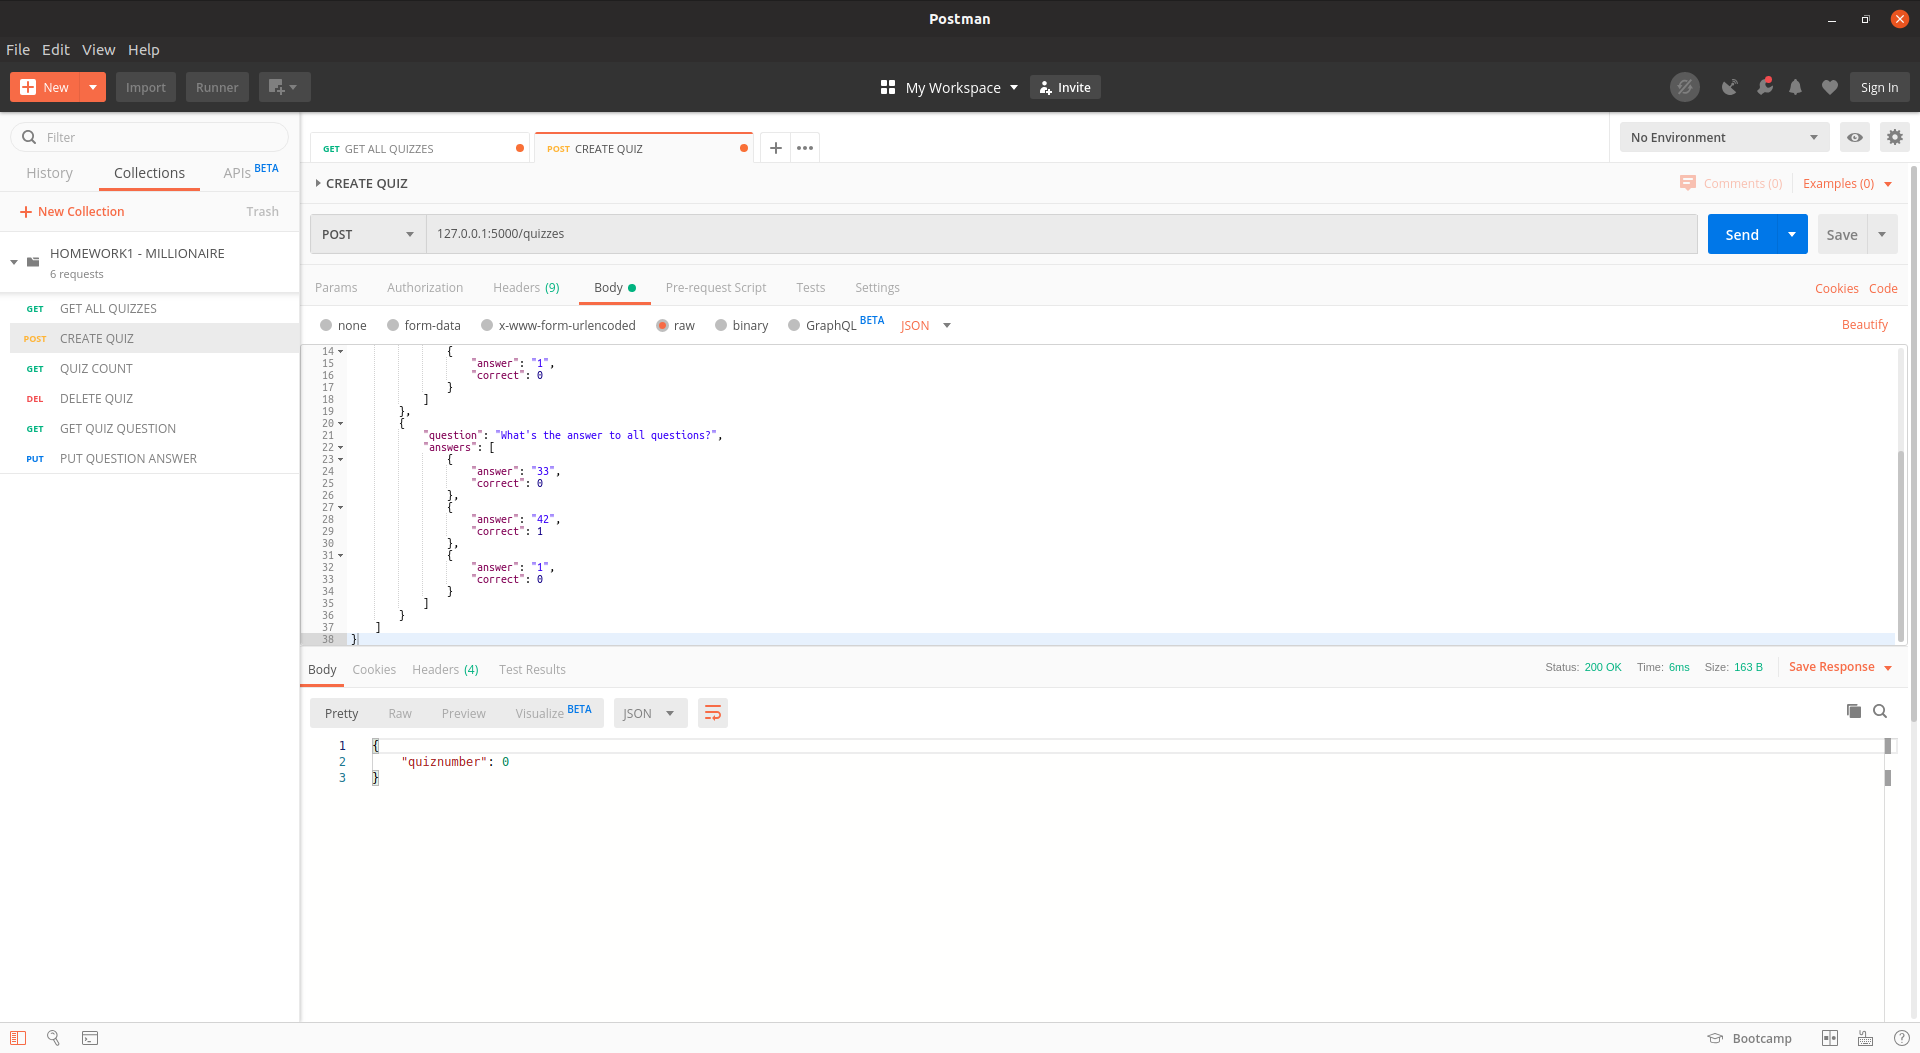 Postman
File Edit View Help
New Import Runner My Workspace Invite Sign In
Filter
History Collections APIs BETA
New Collection Trash
HOMEWORK1 - MILLIONAIRE
6 requests
GET GET ALL QUIZZES
POST CREATE QUIZ
GET QUIZ COUNT
DEL DELETE QUIZ
GET GET QUIZ QUESTION
PUT PUT QUESTION ANSWER
GET GET ALL QUIZZES POST CREATE QUIZ No Environment
CREATE QUIZ Comments (0) Examples (0)
POST 127.0.0.1:5000/quizzes Send Save
Params Authorization Headers (9) Body Pre-request Script Tests Settings Cookies Code
none form-data x-www-form-urlencoded raw binary GraphQL BETA JSON Beautify
14 {
15 "answer": "1",
16 "correct": 0
17 }
18 ]
19 },
20 {
21 "question": "What's the answer to all questions?",
22 "answers": [
23 {
24 "answer": "33",
25 "correct": 0
26 },
27 {
28 "answer": "42",
29 "correct": 1
30 },
31 {
32 "answer": "1",
33 "correct": 0
34 }
35 ]
36 }
37 ]
38 }
Body Cookies Headers (4) Test Results Status: 200 OK Time: 6ms Size: 163 B Save Response
Pretty Raw Preview Visualize BETA JSON
1 {
2 "quiznumber": 0
3 }
Bootcamp